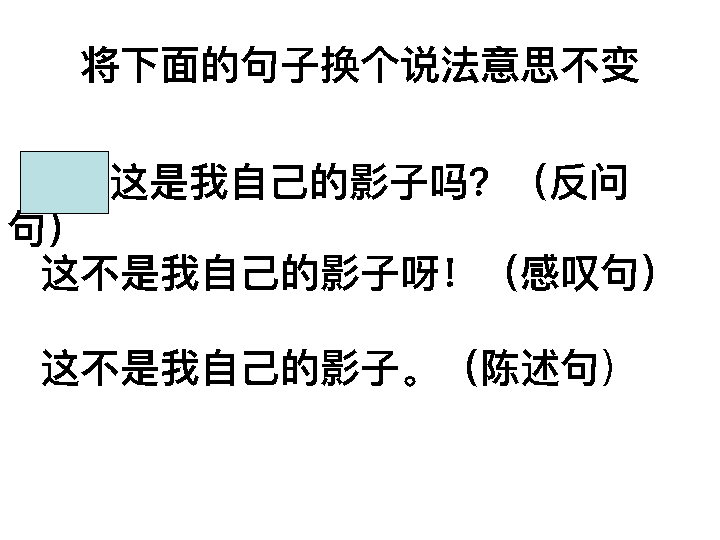 将下面的句子换个说法意思不变
这是我自己的影子吗?（反问
句）
这不是我自己的影子呀！（感叹句）
这不是我自己的影子。（陈述句）